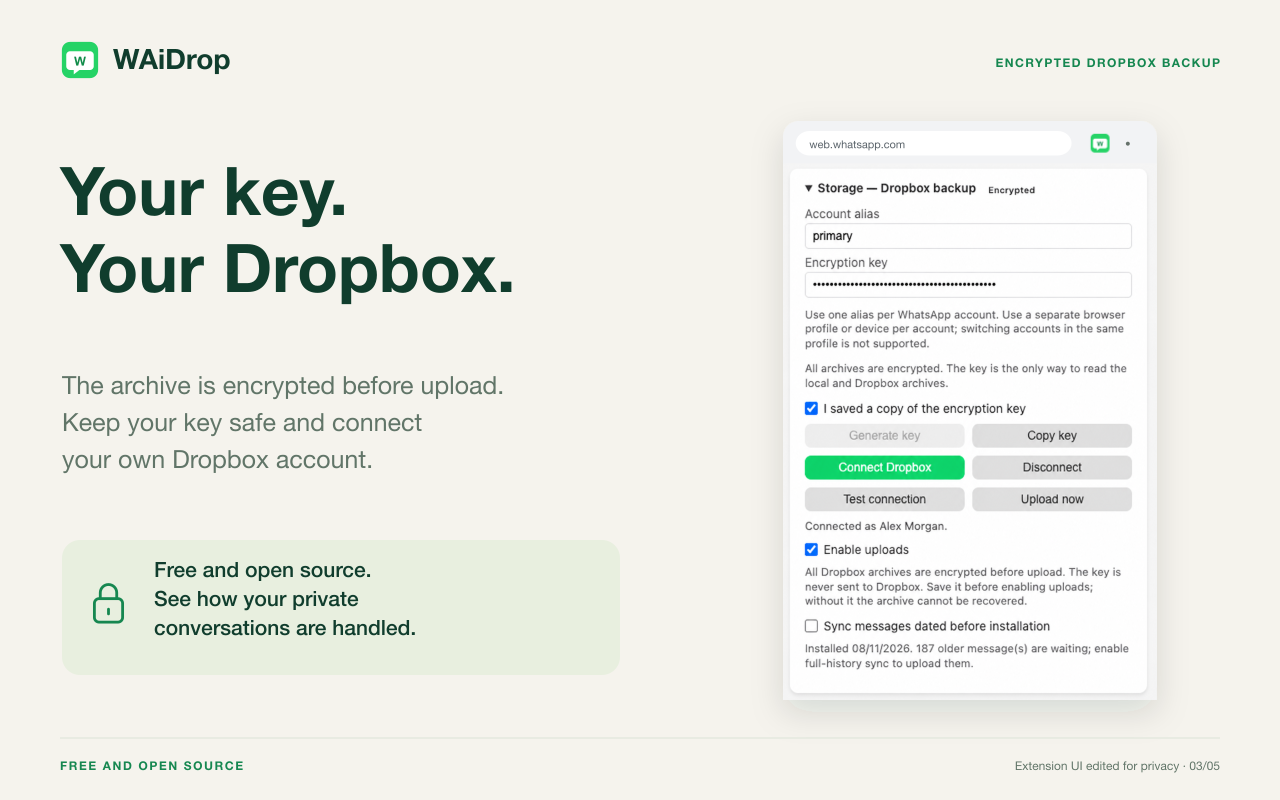 W WAiDrop
ENCRYPTED DROPBOX BACKUP
Your key.
Your Dropbox.
The archive is encrypted before upload.
Keep your key safe and connect
your own Dropbox account.
Free and open source.
See how your private
conversations are handled.
web.whatsapp.com
W
▼ Storage — Dropbox backup Encrypted
Account alias
primary
Encryption key
Use one alias per WhatsApp account. Use a separate browser
profile or device per account; switching accounts in the same
profile is not supported.
All archives are encrypted. The key is the only way to read the
local and Dropbox archives.
I saved a copy of the encryption key
Generate key Copy key
Connect Dropbox Disconnect
Test connection Upload now
Connected as Alex Morgan.
Enable uploads
All Dropbox archives are encrypted before upload. The key is
never sent to Dropbox. Save it before enabling uploads;
without it the archive cannot be recovered.
Sync messages dated before installation
Installed 08/11/2026. 187 older message(s) are waiting; enable
full-history sync to upload them.
FREE AND OPEN SOURCE
Extension UI edited for privacy · 03/05